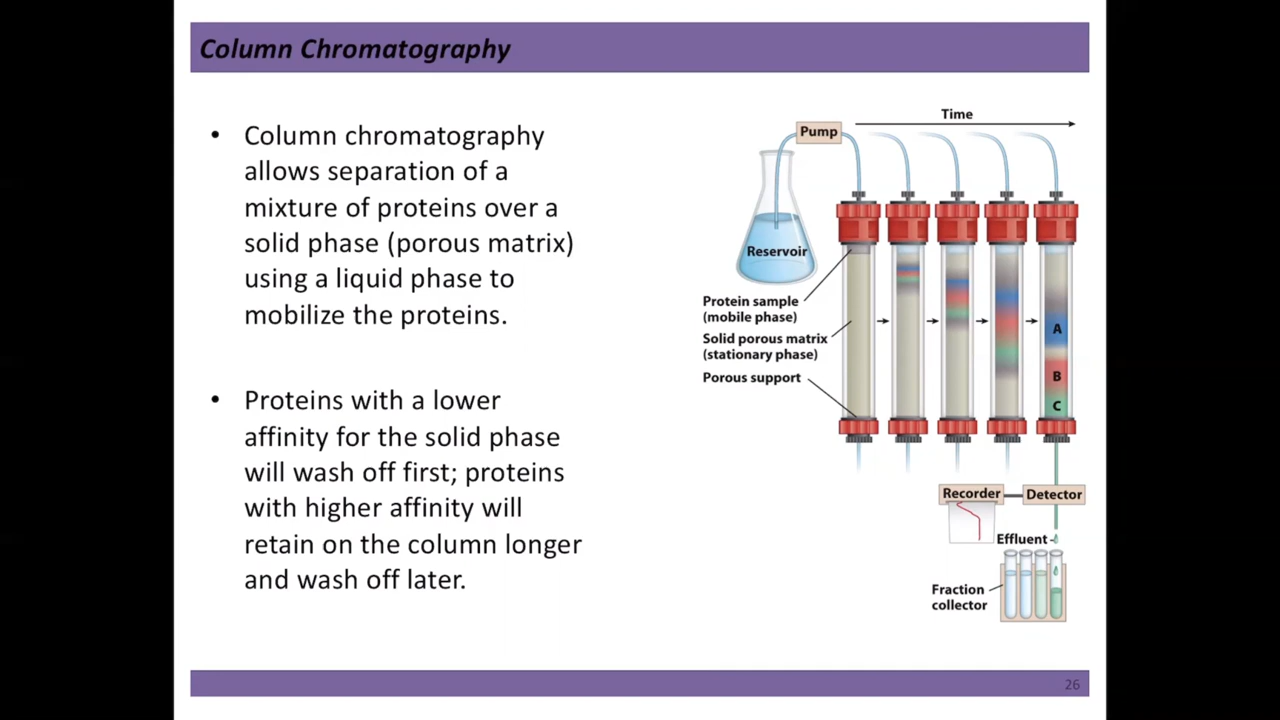 Column Chromatography
• Column chromatography
allows separation of a
mixture of proteins over a
solid phase (porous matrix)
using a liquid phase to
mobilize the proteins.
• Proteins with a lower
affinity for the solid phase
will wash off first; proteins
with higher affinity will
retain on the column longer
and wash off later.
Time
Pump
Reservoir
Protein sample
(mobile phase)
Solid porous matrix
(stationary phase)
Porous support
A
B
C
Recorder
Detector
Effluent
Fraction
collector
26